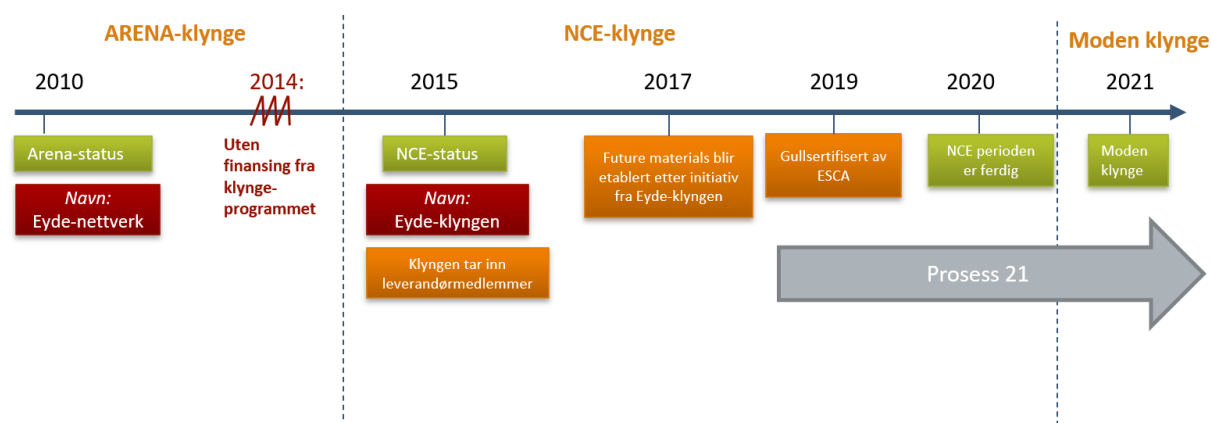 ARENA-klynge
NCE-klynge
Moden klynge
2010
2014:
2015
2017
2019
2020
2021
Arena-status
Navn:
Eyde-nettverk
Uten
finansing fra
klynge-
programmet
NCE-status
Navn:
Eyde-klyngen
Klyngen tar inn
leverandørmedlemmer
Future materials blir
etablert etter initiativ
fra Eyde-klyngen
Gullsertifisert av
ESCA
NCE perioden
er ferdig
Moden
klynge
Prosess 21